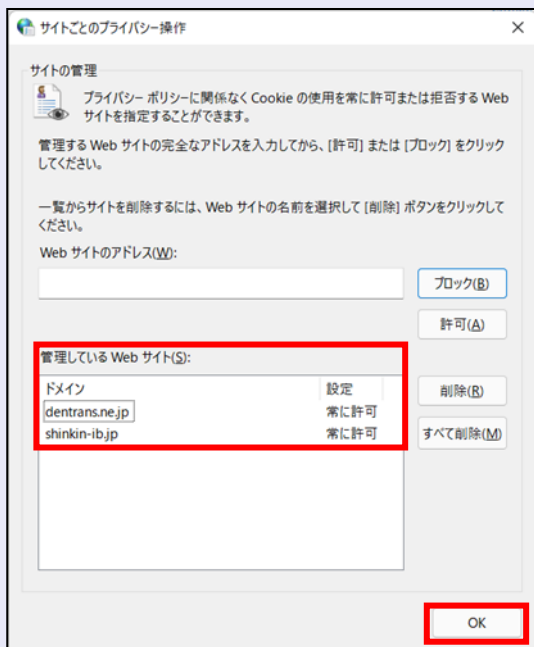 サイトごとのプライバシー操作
サイトの管理
プライバシー ポリシーに関係なく Cookie の使用を常に許可または拒否する Web
サイトを指定することができます。
管理する Web サイトの完全なアドレスを入力してから、[許可] または [ブロック] をクリック
してください。
一覧からサイトを削除するには、Web サイトの名前を選択して [削除] ボタンをクリックして
ください。
Web サイトのアドレス(W):
ブロック(B)
許可(A)
管理している Web サイト(S):
ドメイン 設定
dentrans.ne.jp 常に許可
shinkin-ib.jp 常に許可
削除(R)
すべて削除(M)
OK